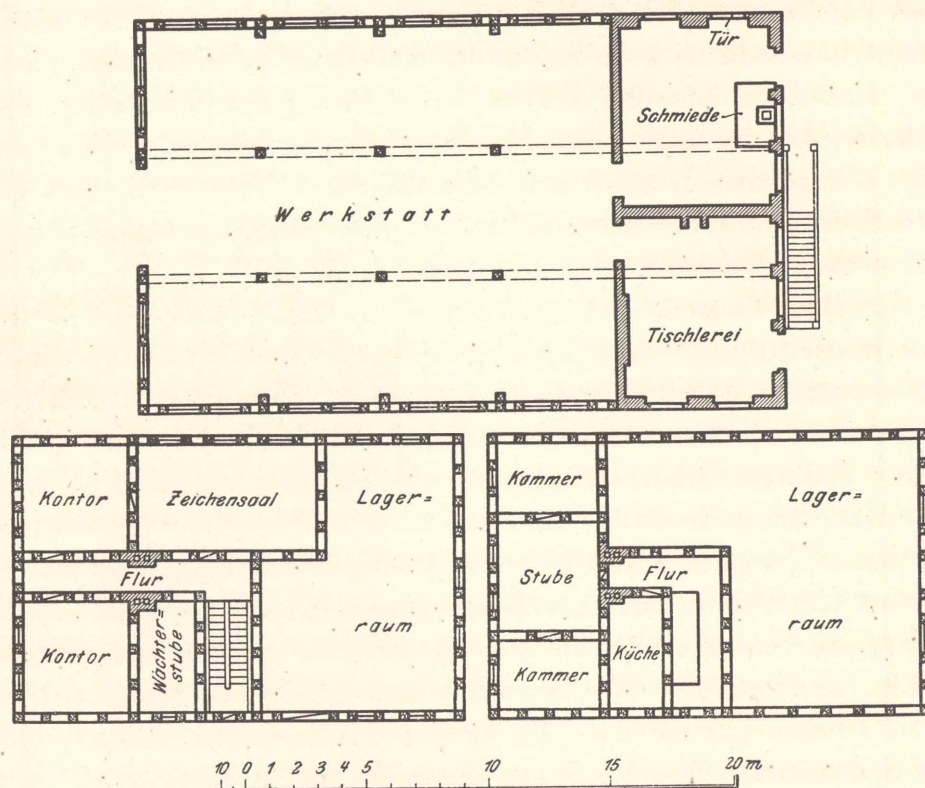 Tür
Schmiede
Werkstatt
Tischlerei
Kontor
Zeichensaal
Lager=
Flur
raum
Kontor
Wächter=
stube
Kammer
Lager=
Stube
Flur
raum
Küche
Kammer
10 0 1 2 3 4 5 10 15 20 m